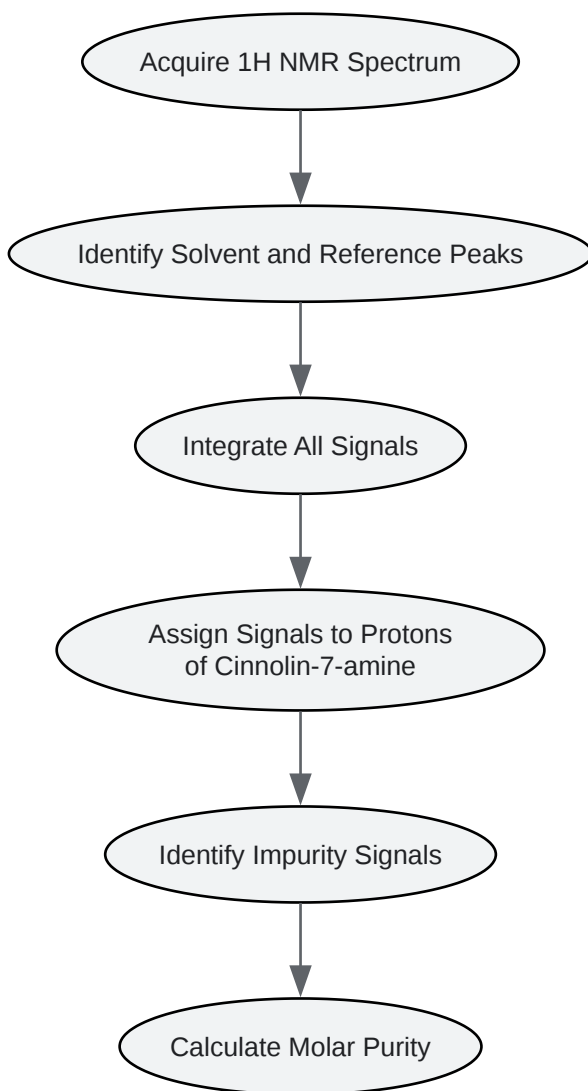 Acquire 1H NMR Spectrum
Identify Solvent and Reference Peaks
Integrate All Signals
Assign Signals to Protons
of Cinnolin-7-amine
Identify Impurity Signals
Calculate Molar Purity